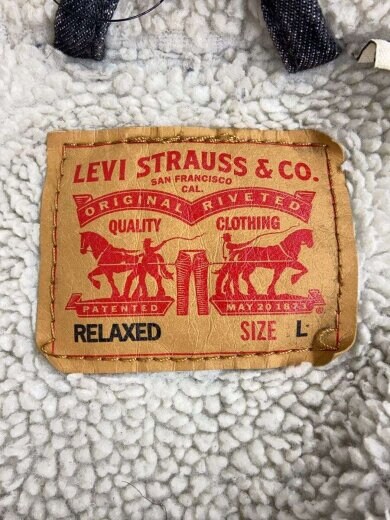 LEVI STRAUSS & CO.
SAN FRANCISCO
CAL.
ORIGINAL RIVETED
QUALITY CLOTHING
PATENTED MAY 20 1873
RELAXED SIZE L